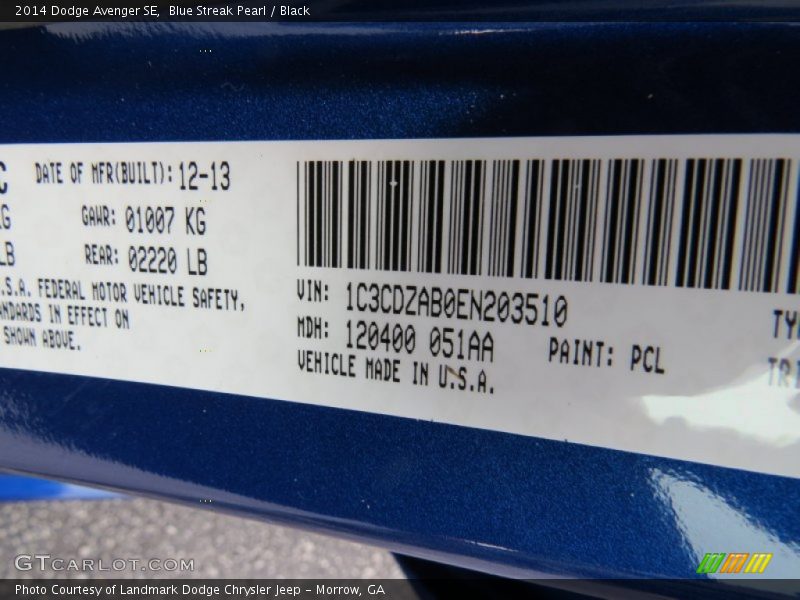 2014 Dodge Avenger SE,  Blue Streak Pearl / Black
DATE OF MFR(BUILT): 12-13
GAWR: 01007 KG
REAR: 02220 LB
.S.A. FEDERAL MOTOR VEHICLE SAFETY,
ANDARDS IN EFFECT ON
SHOWN ABOVE.
VIN: 1C3CDZAB0EN203510
MDH: 120400 051AA
PAINT: PCL
VEHICLE MADE IN U.S.A.
GTCARLOT.COM
Photo Courtesy of Landmark Dodge Chrysler Jeep - Morrow, GA